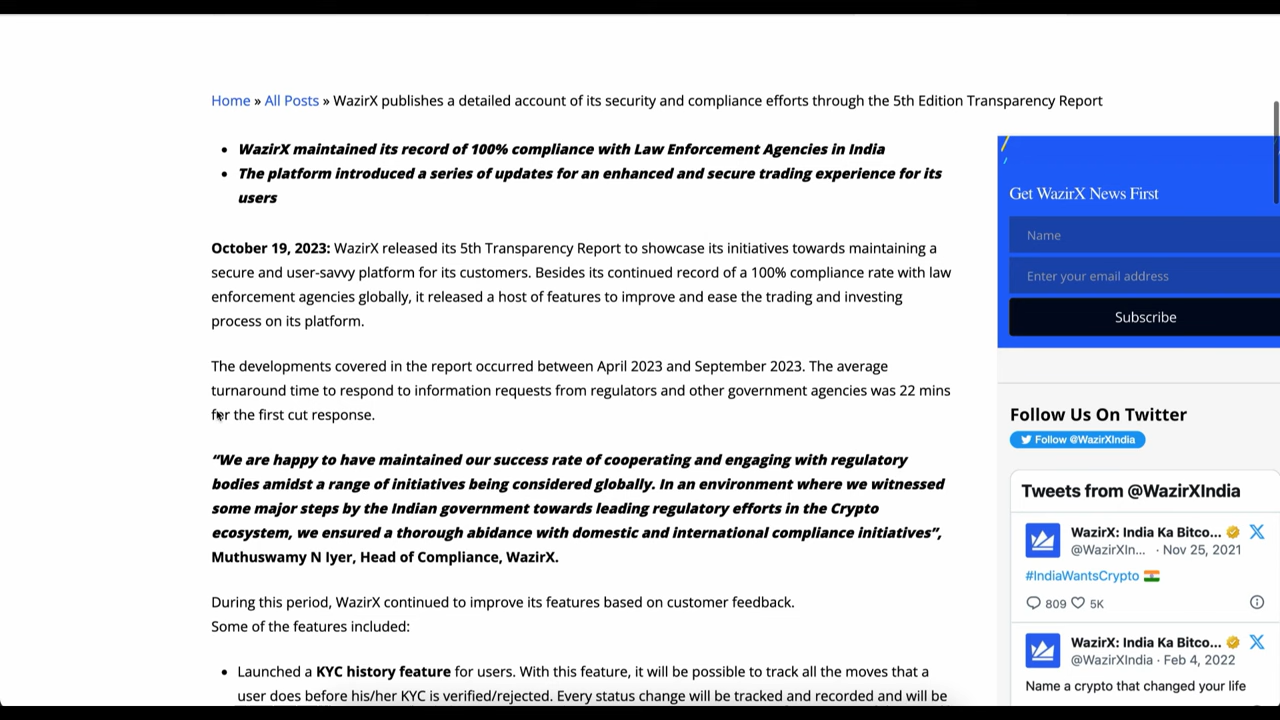 Home » All Posts » WazirX publishes a detailed account of its security and compliance efforts through the 5th Edition Transparency Report
• WazirX maintained its record of 100% compliance with Law Enforcement Agencies in India
• The platform introduced a series of updates for an enhanced and secure trading experience for its
users
October 19, 2023: WazirX released its 5th Transparency Report to showcase its initiatives towards maintaining a
secure and user-savvy platform for its customers. Besides its continued record of a 100% compliance rate with law
enforcement agencies globally, it released a host of features to improve and ease the trading and investing
process on its platform.
The developments covered in the report occurred between April 2023 and September 2023. The average
turnaround time to respond to information requests from regulators and other government agencies was 22 mins
for the first cut response.
“We are happy to have maintained our success rate of cooperating and engaging with regulatory
bodies amidst a range of initiatives being considered globally. In an environment where we witnessed
some major steps by the Indian government towards leading regulatory efforts in the Crypto
ecosystem, we ensured a thorough abidance with domestic and international compliance initiatives”,
Muthuswamy N Iyer, Head of Compliance, WazirX.
During this period, WazirX continued to improve its features based on customer feedback.
Some of the features included:
• Launched a KYC history feature for users. With this feature, it will be possible to track all the moves that a
user does before his/her KYC is verified/rejected. Every status change will be tracked and recorded and will be
Get WazirX News First
Name
Enter your email address
Subscribe
Follow Us On Twitter
Follow @WazirXIndia
Tweets from @WazirXIndia
WazirX: India Ka Bitco...
@WazirXIn... · Nov 25, 2021
#IndiaWantsCrypto
809 5K
WazirX: India Ka Bitco...
@WazirXIndia · Feb 4, 2022
Name a crypto that changed your life